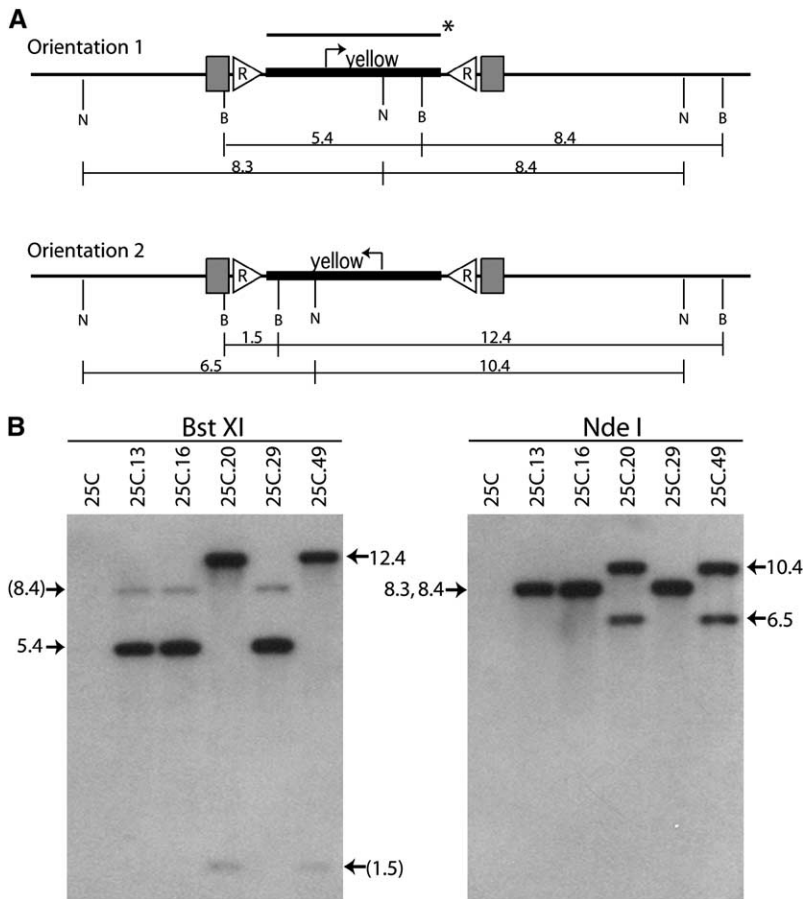 A
Orientation 1
*
R yellow R
N B N B N B
5.4 8.4
8.3 8.4
Orientation 2
R yellow R
N B B N N B
1.5 12.4
6.5 10.4
B
Bst XI
25C 25C.13 25C.16 25C.20 25C.29 25C.49
(8.4)
5.4
12.4
(1.5)
Nde I
25C 25C.13 25C.16 25C.20 25C.29 25C.49
8.3, 8.4
10.4
6.5